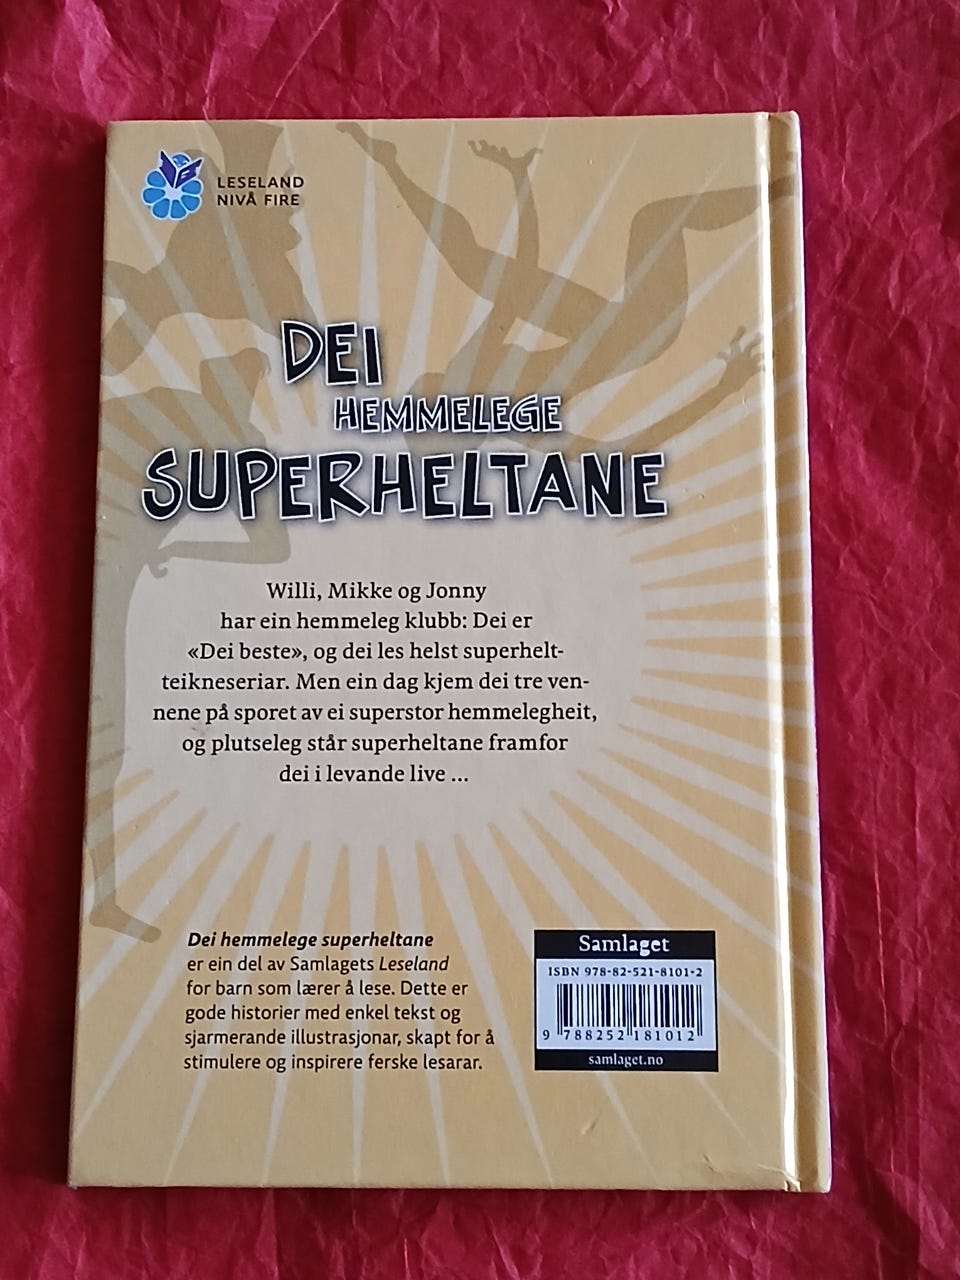 LESELAND
NIVÅ FIRE
DEI
HEMMELEGE
SUPERHELTANE
Willi, Mikke og Jonny
har ein hemmeleg klubb: Dei er
«Dei beste», og dei les helst superhelt-
teikneseriar. Men ein dag kjem dei tre ven-
nene på sporet av ei superstor hemmelegheit,
og plutseleg står superheltane framfor
dei i levande live ...
Dei hemmelege superheltane
er ein del av Samlagets Leseland
for barn som lærer å lese. Dette er
gode historier med enkel tekst og
sjarmerande illustrasjonar, skapt for å
stimulere og inspirere ferske lesarar.
Samlaget
ISBN 978-82-521-8101-2
9 788252 181012
samlaget.no